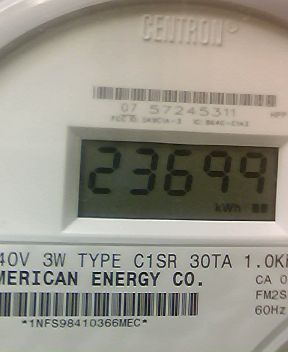 CENTRON®
07 57245311
23699
kWh
40V 3W TYPE C1SR 30TA 1.0K
MERICAN ENERGY CO.
CA 0
FM2S
60Hz
*1NFS98410366MEC*